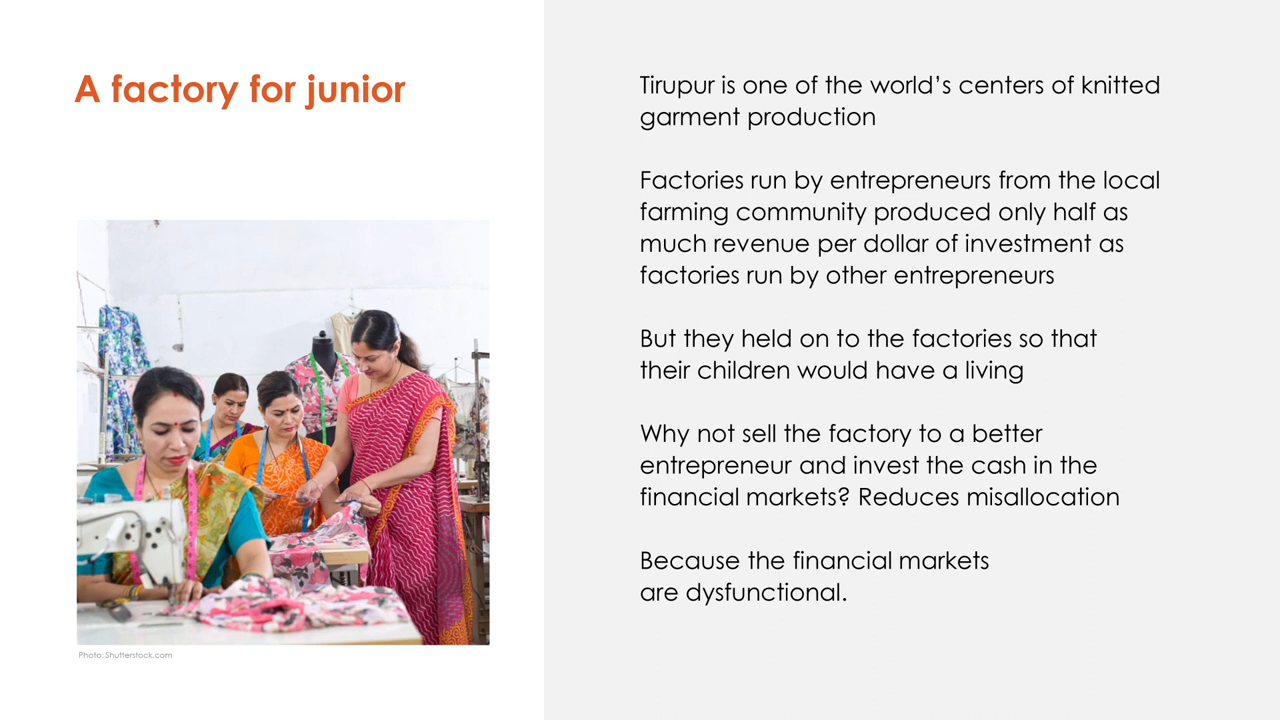 A factory for junior
Photo: Shutterstock.com
Tirupur is one of the world’s centers of knitted
garment production
Factories run by entrepreneurs from the local
farming community produced only half as
much revenue per dollar of investment as
factories run by other entrepreneurs
But they held on to the factories so that
their children would have a living
Why not sell the factory to a better
entrepreneur and invest the cash in the
financial markets? Reduces misallocation
Because the financial markets
are dysfunctional.